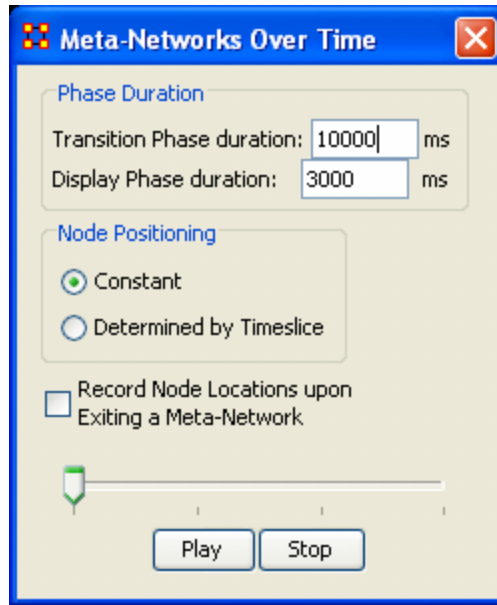 Meta-Networks Over Time
Phase Duration
Transition Phase duration: 10000 ms
Display Phase duration: 3000 ms
Node Positioning
Constant
Determined by Timeslice
Record Node Locations upon
Exiting a Meta-Network
Play Stop